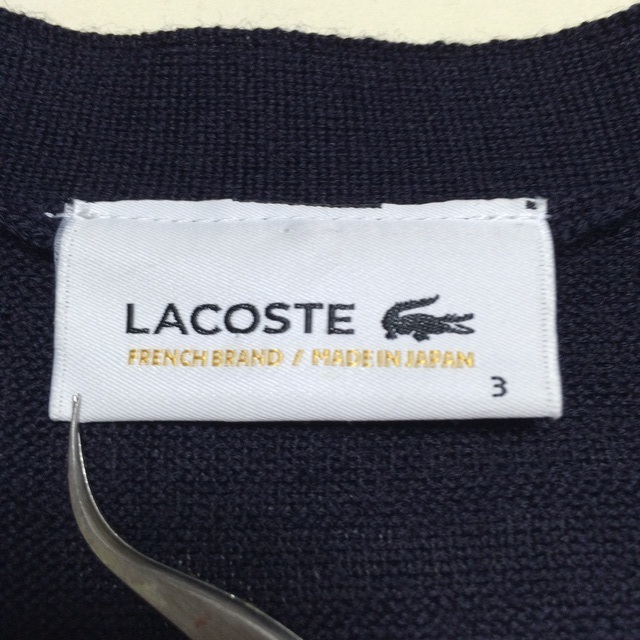 LACOSTE
FRENCH BRAND / MADE IN JAPAN
3